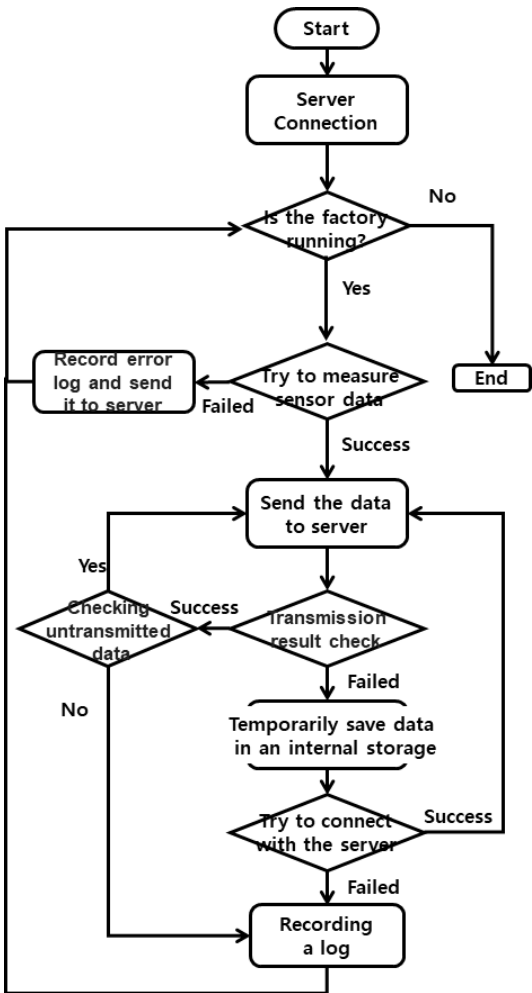 Start
Server
Connection
No
Is the factory
running?
Yes
Record error
log and send
it to server
Failed
Try to measure
sensor data
End
Success
Send the data
to server
Yes
Checking
untransmitted
data
Success
Transmission
result check
Failed
No
Temporarily save data
in an internal storage
Try to connect
with the server
Success
Failed
Recording
a log